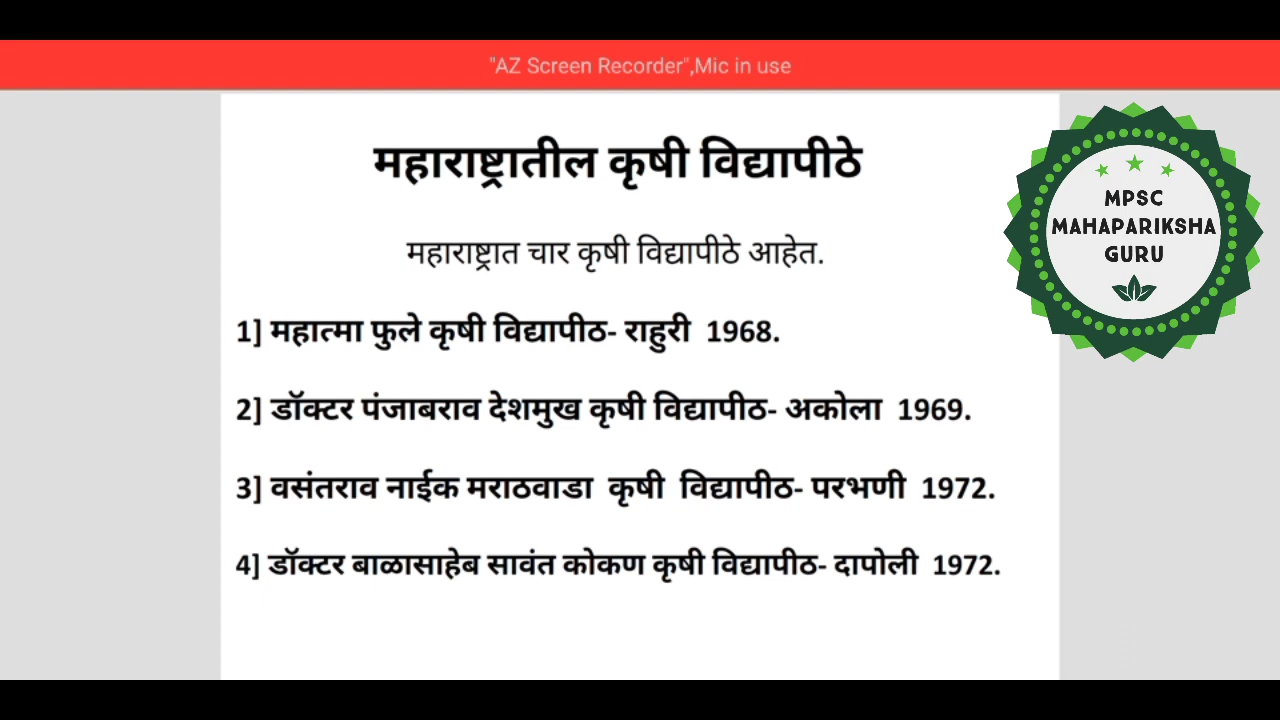 "AZ Screen Recorder",Mic in use
महाराष्ट्रातील कृषी विद्यापीठे
महाराष्ट्रात चार कृषी विद्यापीठे आहेत.
1] महात्मा फुले कृषी विद्यापीठ- राहुरी 1968.
2] डॉक्टर पंजाबराव देशमुख कृषी विद्यापीठ- अकोला 1969.
3] वसंतराव नाईक मराठवाडा कृषी विद्यापीठ- परभणी 1972.
4] डॉक्टर बाळासाहेब सावंत कोकण कृषी विद्यापीठ- दापोली 1972.
MPSC
MAHAPARIKSHA
GURU